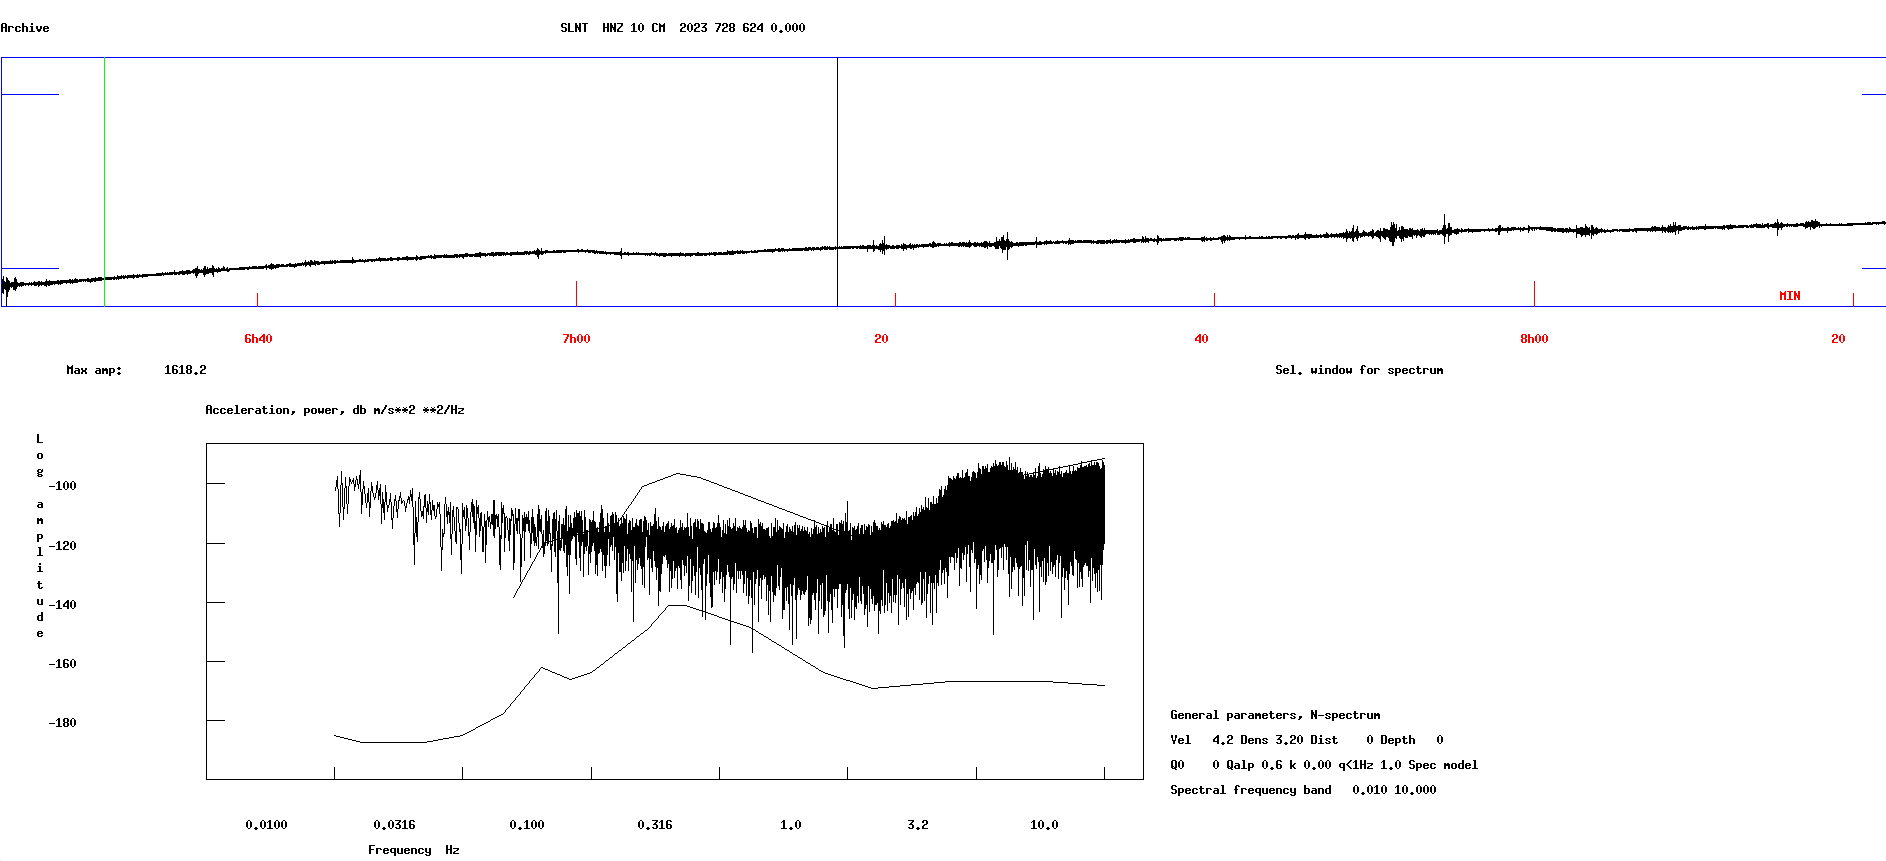 Archive SLNT HNZ 10 CM 2023 728 624 0.000
MIN
6h40 7h00 20 40 8h00 20
Max amp: 1618.2 Sel. window for spectrum
Acceleration, power, db m/s**2 **2/Hz
Log amplitude
-100
-120
-140
-160
-180
General parameters, N-spectrum
Vel 4.2 Dens 3.20 Dist 0 Depth 0
Q0 0 Qalp 0.6 k 0.00 q<1Hz 1.0 Spec model
Spectral frequency band 0.010 10.000
0.0100 0.0316 0.100 0.316 1.0 3.2 10.0
Frequency Hz